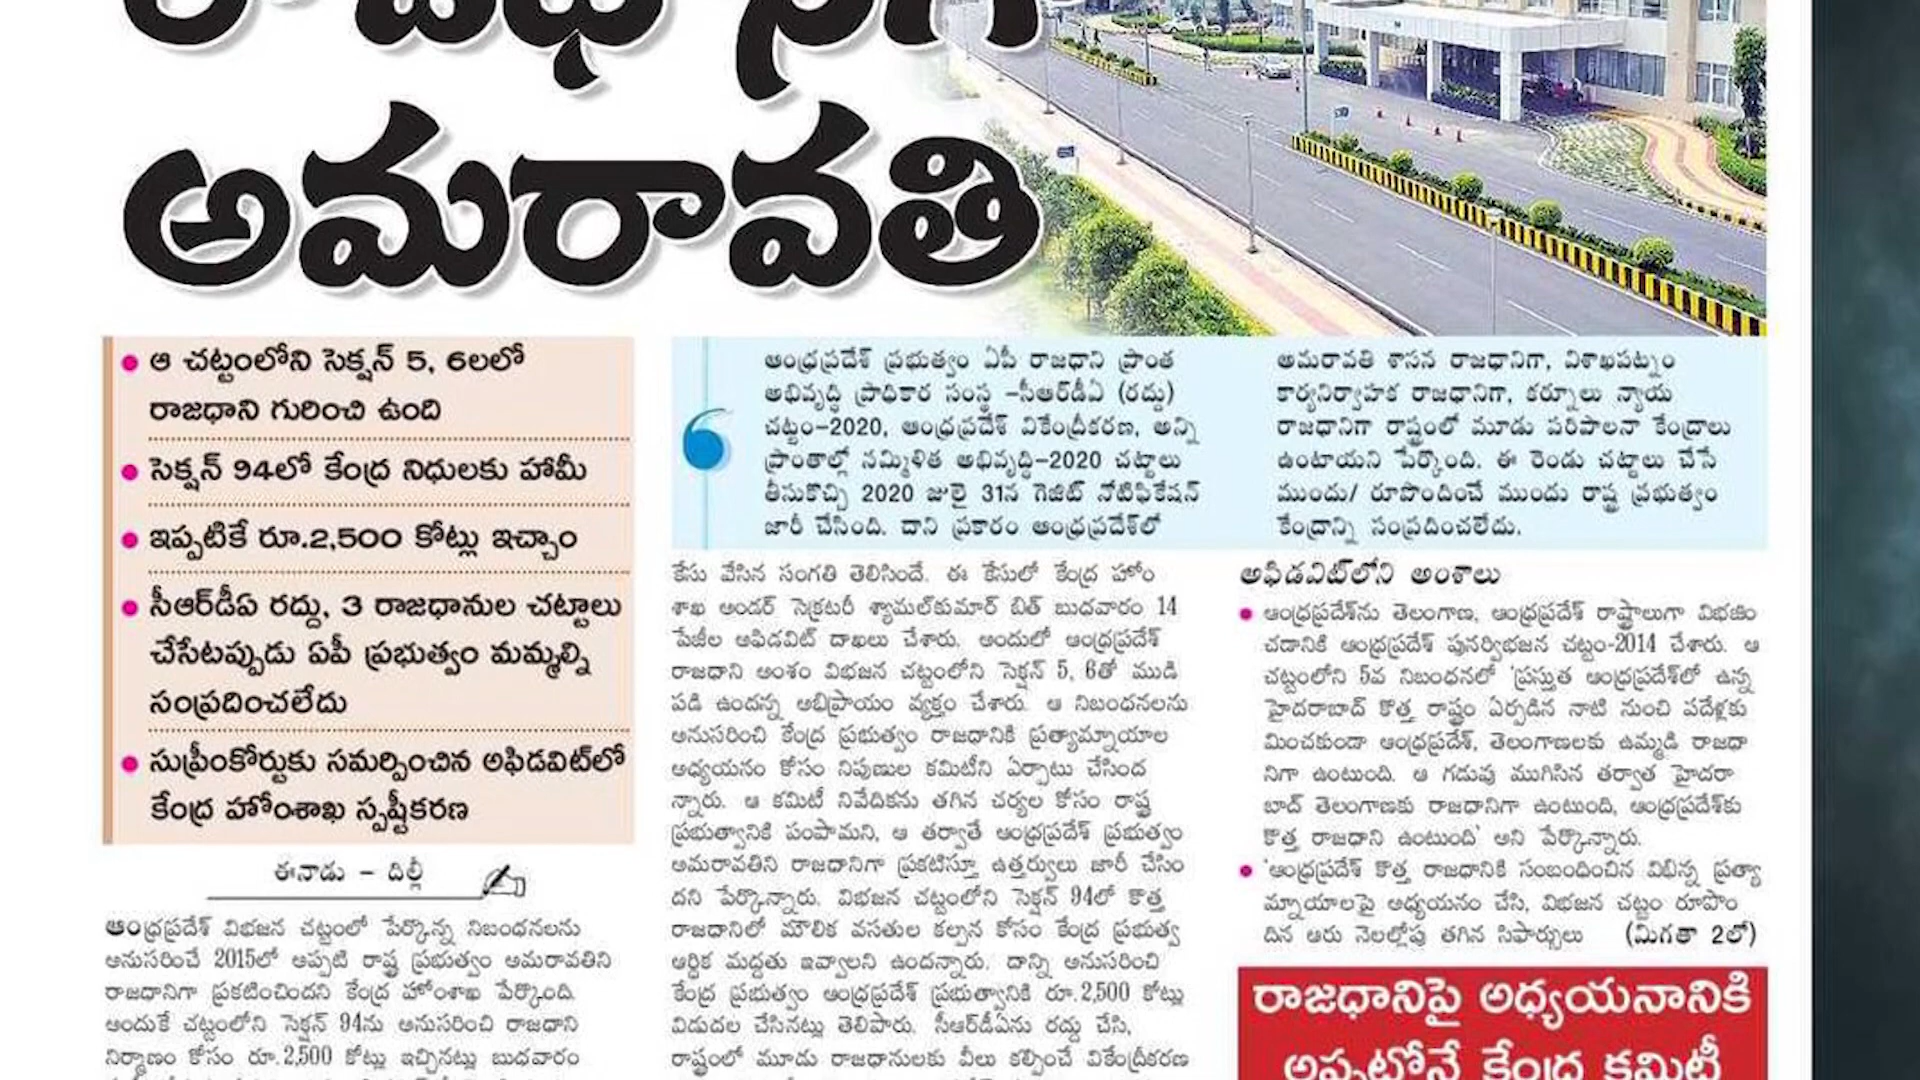 అమరావతి
ఆ చట్టంలోని సెక్షన్ 5, 6లలో
రాజధాని గురించి ఉంది
సెక్షన్ 94లో కేంద్ర నిధులకు హామీ
ఇప్పటికే రూ.2,500 కోట్లు ఇచ్చాం
సీఆర్‌డీఏ రద్దు, 3 రాజధానుల చట్టాలు
చేసేటప్పుడు ఏపీ ప్రభుత్వం మమ్మల్ని
సంప్రదించలేదు
సుప్రీంకోర్టుకు సమర్పించిన అఫిడవిట్‌లో
కేంద్ర హోంశాఖ స్పష్టీకరణ
ఈనాడు – దిల్లీ
ఆంధ్రప్రదేశ్ విభజన చట్టంలో పేర్కొన్న నిబంధనలను
అనుసరించే 2015లో అప్పటి రాష్ట్ర ప్రభుత్వం అమరావతిని
రాజధానిగా ప్రకటించిందని కేంద్ర హోంశాఖ పేర్కొంది.
అందుకే చట్టంలోని సెక్షన్ 94ను అనుసరించి రాజధాని
నిర్మాణం కోసం రూ.2,500 కోట్లు ఇచ్చినట్లు బుధవారం
ఆంధ్రప్రదేశ్ ప్రభుత్వం ఏపీ రాజధాని ప్రాంత
అభివృద్ధి ప్రాధికార సంస్థ –సీఆర్‌డీఏ (రద్దు)
చట్టం–2020, ఆంధ్రప్రదేశ్ వికేంద్రీకరణ, అన్ని
ప్రాంతాల్లో సమ్మిళిత అభివృద్ధి–2020 చట్టాలు
తీసుకొచ్చి 2020 జులై 31న గెజిట్ నోటిఫికేషన్
జారీ చేసింది. దాని ప్రకారం ఆంధ్రప్రదేశ్‌లో
అమరావతి శాసన రాజధానిగా, విశాఖపట్నం
కార్యనిర్వాహక రాజధానిగా, కర్నూలు న్యాయ
రాజధానిగా రాష్ట్రంలో మూడు పరిపాలనా కేంద్రాలు
ఉంటాయని పేర్కొంది. ఈ రెండు చట్టాలు చేసే
ముందు/ రూపొందించే ముందు రాష్ట్ర ప్రభుత్వం
కేంద్రాన్ని సంప్రదించలేదు.
కేసు వేసిన సంగతి తెలిసిందే. ఈ కేసులో కేంద్ర హోం
శాఖ అండర్ సెక్రటరీ శ్యామల్‌కుమార్ బిత్ బుధవారం 14
పేజీల అఫిడవిట్ దాఖలు చేశారు. అందులో ఆంధ్రప్రదేశ్
రాజధాని అంశం విభజన చట్టంలోని సెక్షన్ 5, 6తో ముడి
పడి ఉందన్న అభిప్రాయం వ్యక్తం చేశారు. ఆ నిబంధనలను
అనుసరించి కేంద్ర ప్రభుత్వం రాజధానికి ప్రత్యామ్నాయాల
అధ్యయనం కోసం నిపుణుల కమిటీని ఏర్పాటు చేసింద
న్నారు. ఆ కమిటీ నివేదికను తగిన చర్యల కోసం రాష్ట్ర
ప్రభుత్వానికి పంపామని, ఆ తర్వాతే ఆంధ్రప్రదేశ్ ప్రభుత్వం
అమరావతిని రాజధానిగా ప్రకటిస్తూ ఉత్తర్వులు జారీ చేసిం
దని పేర్కొన్నారు. విభజన చట్టంలోని సెక్షన్ 94లో కొత్త
రాజధానిలో మౌలిక వసతుల కల్పన కోసం కేంద్ర ప్రభుత్వ
ఆర్థిక మద్దతు ఇవ్వాలని ఉందన్నారు. దాన్ని అనుసరించి
కేంద్ర ప్రభుత్వం ఆంధ్రప్రదేశ్ ప్రభుత్వానికి రూ.2,500 కోట్లు
విడుదల చేసినట్లు తెలిపారు. సీఆర్‌డీఏను రద్దు చేసి,
రాష్ట్రంలో మూడు రాజధానులకు వీలు కల్పించే వికేంద్రీకరణ
అఫిడవిట్‌లోని అంశాలు
ఆంధ్రప్రదేశ్‌ను తెలంగాణ, ఆంధ్రప్రదేశ్ రాష్ట్రాలుగా విభజిం
చడానికి ఆంధ్రప్రదేశ్ పునర్విభజన చట్టం-2014 చేశారు. ఆ
చట్టంలోని 5వ నిబంధనలో ‘ప్రస్తుత ఆంధ్రప్రదేశ్‌లో ఉన్న
హైదరాబాద్ కొత్త రాష్ట్రం ఏర్పడిన నాటి నుంచి పదేళ్లకు
మించకుండా ఆంధ్రప్రదేశ్, తెలంగాణలకు ఉమ్మడి రాజధా
నిగా ఉంటుంది. ఆ గడువు ముగిసిన తర్వాత హైదరా
బాద్ తెలంగాణకు రాజధానిగా ఉంటుంది, ఆంధ్రప్రదేశ్‌కు
కొత్త రాజధాని ఉంటుంది’ అని పేర్కొన్నారు.
‘ఆంధ్రప్రదేశ్ కొత్త రాజధానికి సంబంధించిన విభిన్న ప్రత్యా
మ్నాయాలపై అధ్యయనం చేసి, విభజన చట్టం రూపొం
దిన ఆరు నెలల్లోపు తగిన సిఫార్సులు (మిగతా 2లో)
రాజధానిపై అధ్యయనానికి
అప్పట్లోనే కేంద్ర కమిటీ